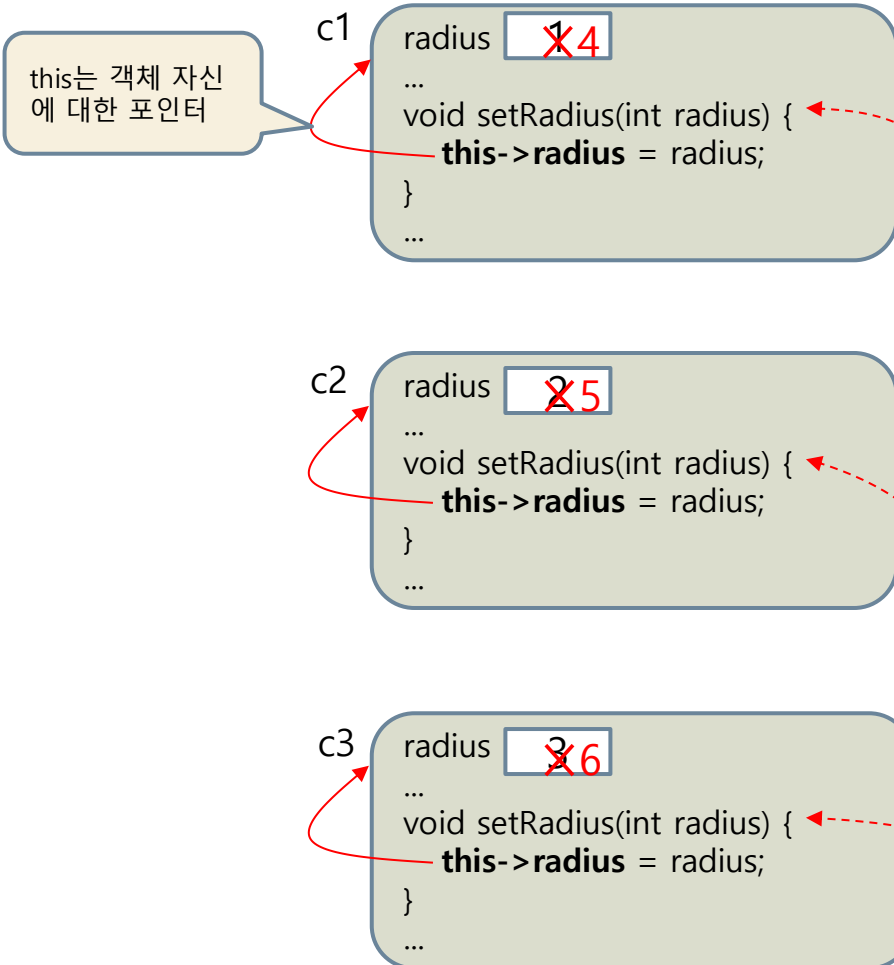 this는 객체 자신
에 대한 포인터
c1
radius 1 4
...
void setRadius(int radius) {
this->radius = radius;
}
...
c2
radius 2 5
...
void setRadius(int radius) {
this->radius = radius;
}
...
c3
radius 3 6
...
void setRadius(int radius) {
this->radius = radius;
}
...